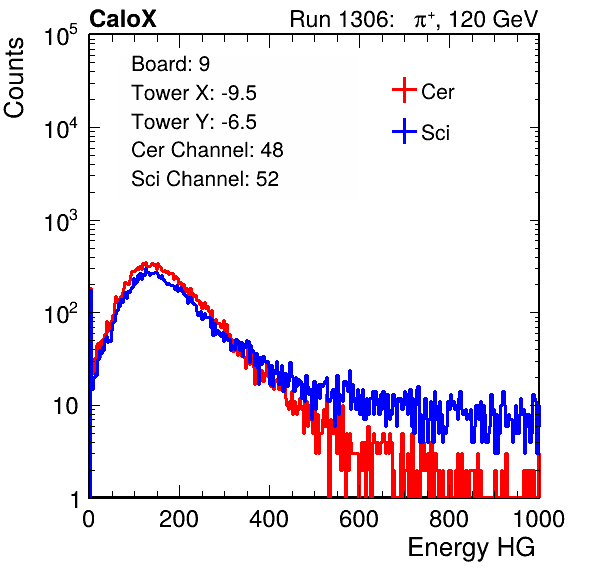 CaloX Run 1306: π⁺, 120 GeV
Counts
10⁵
10⁴
10³
10²
10
1
Board: 9
Tower X: -9.5
Tower Y: -6.5
Cer Channel: 48
Sci Channel: 52
Cer
Sci
0 200 400 600 800 1000
Energy HG